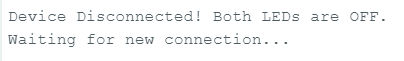 Device Disconnected! Both LEDs are OFF.
Waiting for new connection...